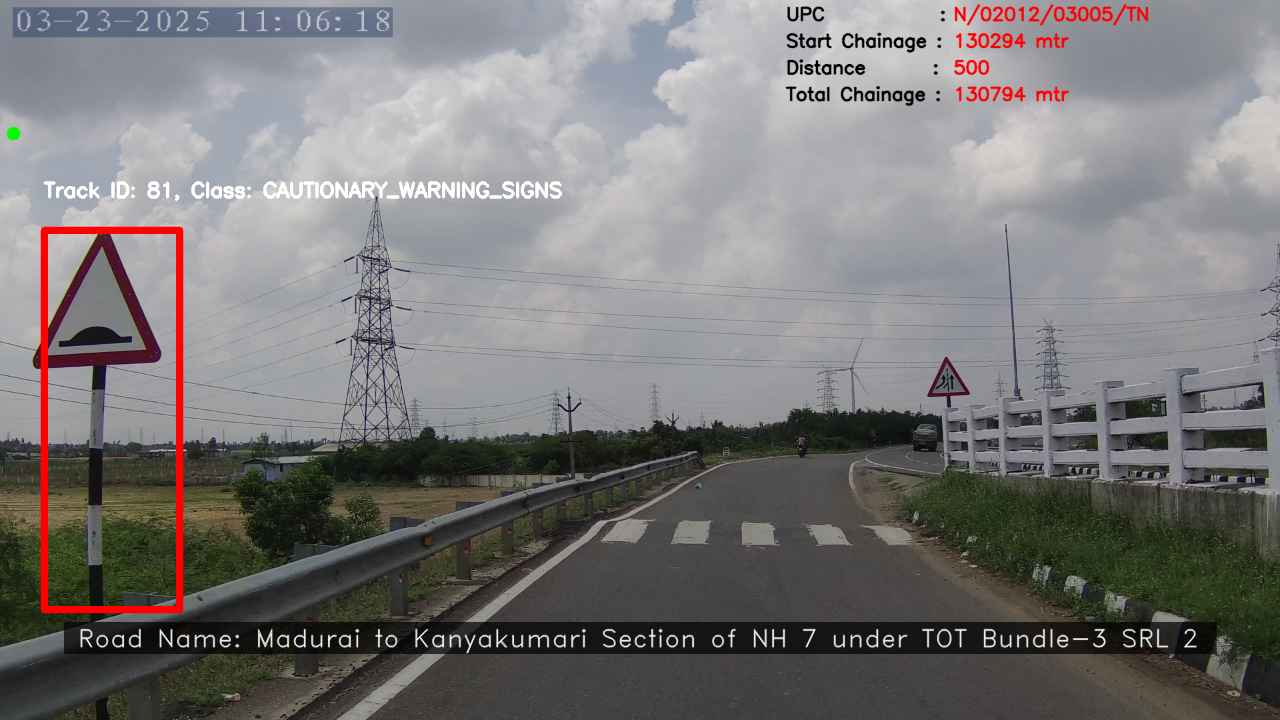 03-23-2025 11:06:18
UPC : N/02012/03005/TN
Start Chainage : 130294 mtr
Distance : 500
Total Chainage : 130794 mtr
Track ID: 81, Class: CAUTIONARY_WARNING_SIGNS
Road Name: Madurai to Kanyakumari Section of NH 7 under TOT Bundle-3 SRL 2